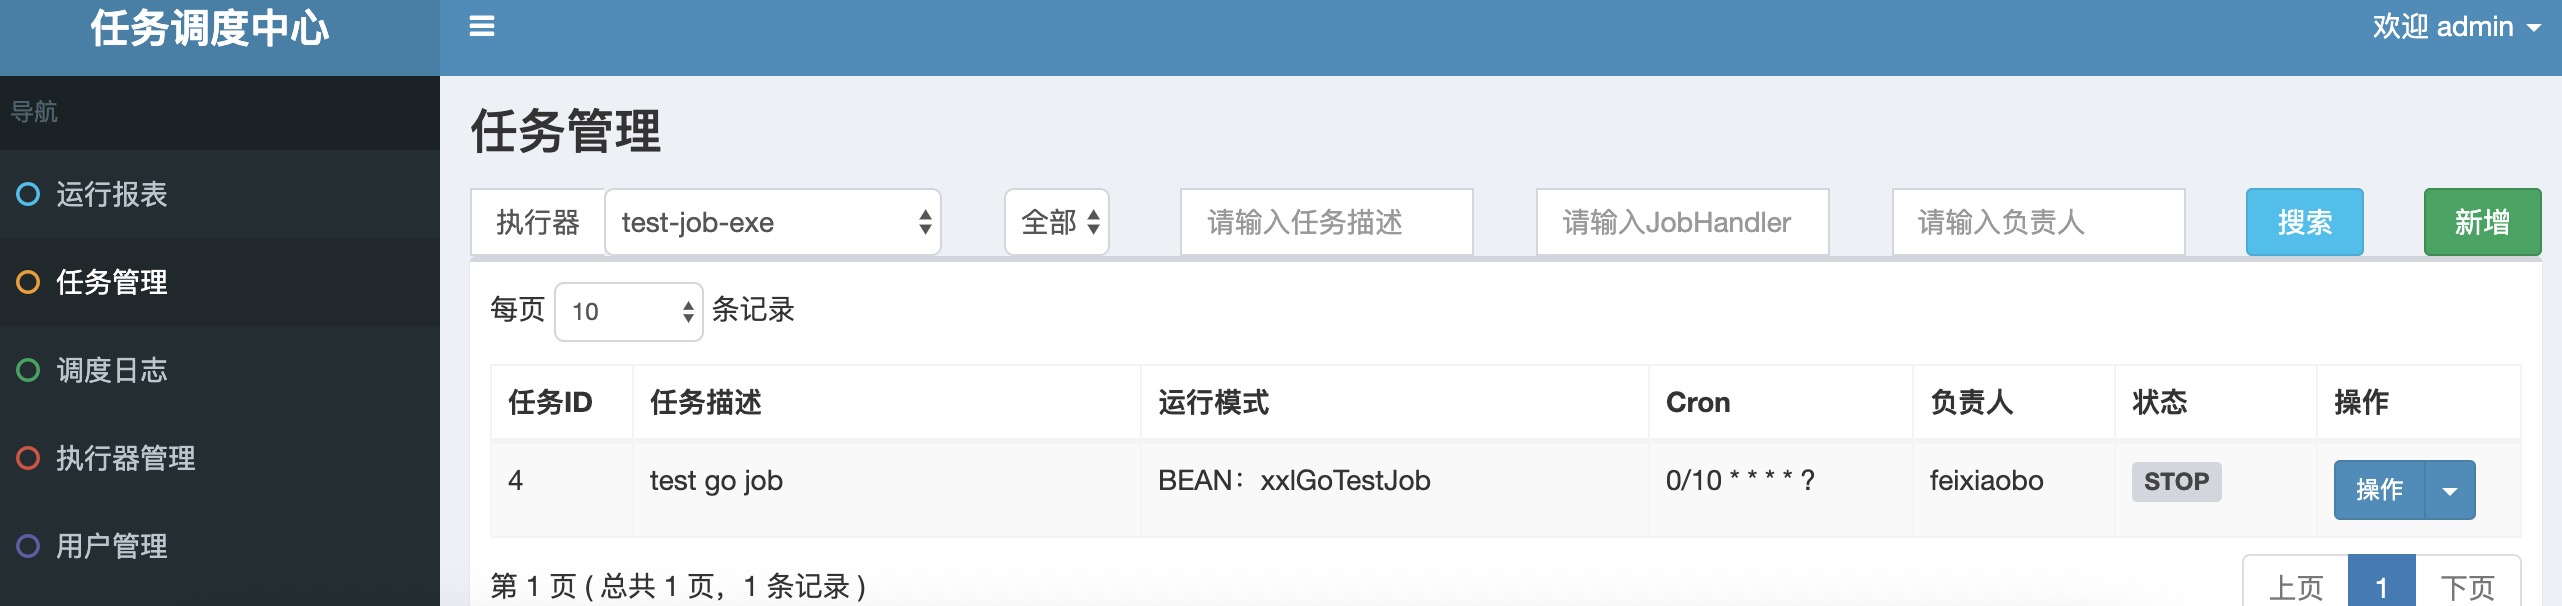 任务调度中心
欢迎 admin
导航
运行报表
任务管理
调度日志
执行器管理
用户管理
任务管理
执行器 test-job-exe 全部 请输入任务描述 请输入JobHandler 请输入负责人 搜索 新增
每页 10 条记录
任务ID 任务描述 运行模式 Cron 负责人 状态 操作
4 test go job BEAN：xxlGoTestJob 0/10 * * * * ? feixiaobo STOP 操作
第 1 页 ( 总共 1 页，1 条记录 )
上页 1 下页